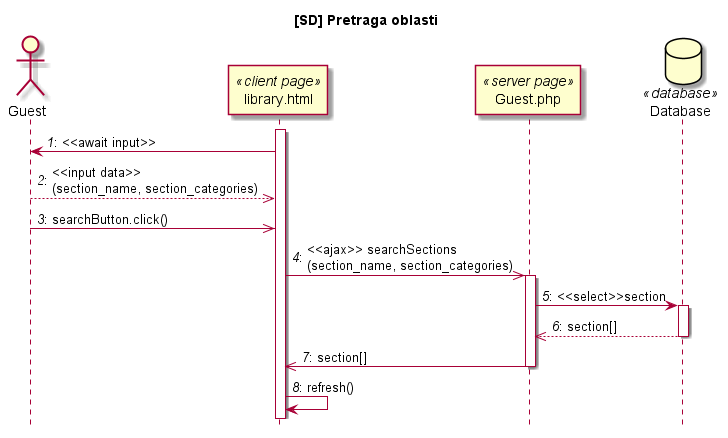 [SD] Pretraga oblasti
«client page»
library.html
«server page»
Guest.php
«database»
Database
Guest
1: <<await input>>
2: <<input data>>
(section_name, section_categories)
3: searchButton.click()
4: <<ajax>> searchSections
(section_name, section_categories)
5: <<select>>section
6: section[]
7: section[]
8: refresh()